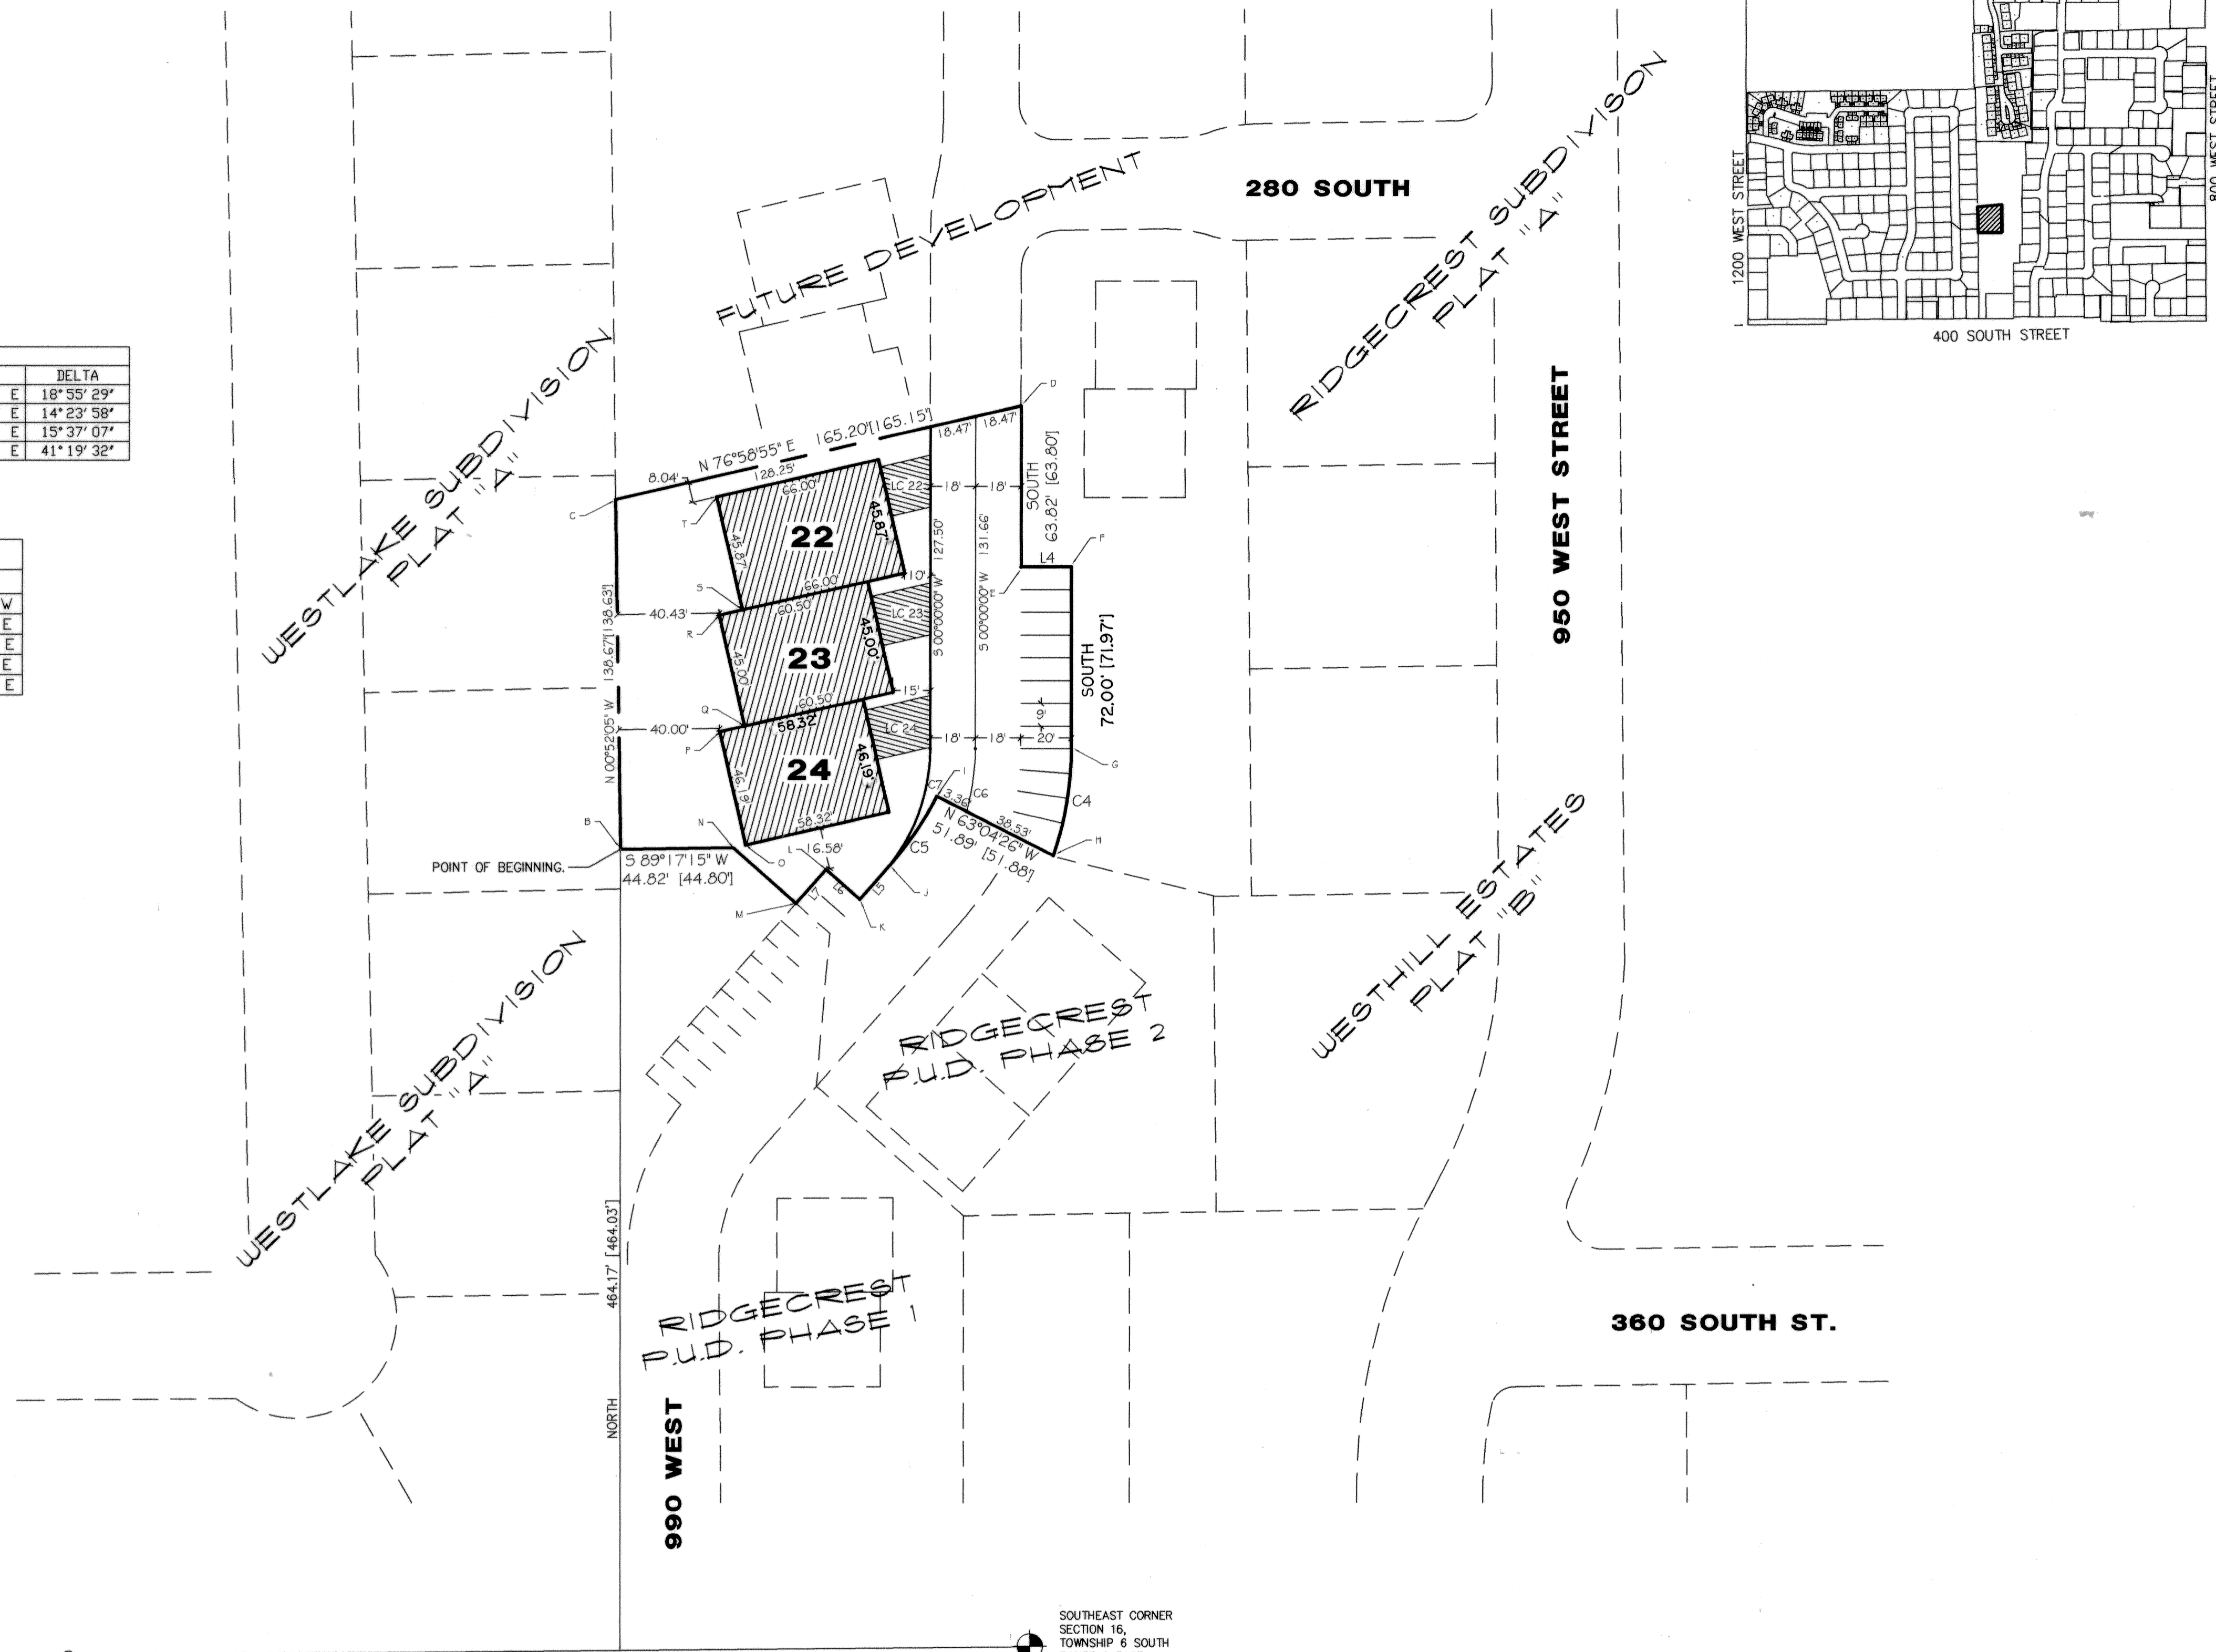 1200 WEST STREET
800 WEST STREET
400 SOUTH STREET
280 SOUTH
RIDGECREST SUBDIVISON
PLAT "A"
FUTURE DEVELOPMENT
WESTLAKE SUBDIVISION
PLAT "A"
DELTA
E 18°55'29"
E 14°23'58"
E 15°37'07"
E 41°19'32"
W
E
E
E
E
950 WEST STREET
D
N 76°58'55" E 165.20'[165.15']
18.47'
18.47'
8.04'
128.25'
66.00'
C
T
LC 22
18'
18'
SOUTH
63.82' [63.80']
22
45.87'
45.87'
127.50'
131.66'
F
L4
S
66.00'
10'
E
40.43'
60.50'
R
LC 23
N 00°52'05" W 138.67'[138.63']
23
45.00'
45.00'
S 00°00'00" W
S 00°00'00" W
SOUTH
72.00' [71.97']
60.50'
15'
Q
58.32'
9'
40.00'
LC 24
P
18'
18'
20'
G
24
46.19'
46.19'
I
C7
3.36'
C6
C4
58.32'
38.53'
N 63°04'26" W
51.89' [51.88']
H
B
N
O
L
16.58'
C5
POINT OF BEGINNING.
S 89°17'15" W
44.82' [44.80']
L7
L6
L5
J
M
K
WESTHILL ESTATES
PLAT "B"
WESTLAKE SUBDIVISION
PLAT "A"
RIDGECREST
P.U.D. PHASE 2
464.17' [464.03']
RIDGECREST
P.U.D. PHASE 1
360 SOUTH ST.
NORTH
990 WEST
SOUTHEAST CORNER
SECTION 16,
TOWNSHIP 6 SOUTH